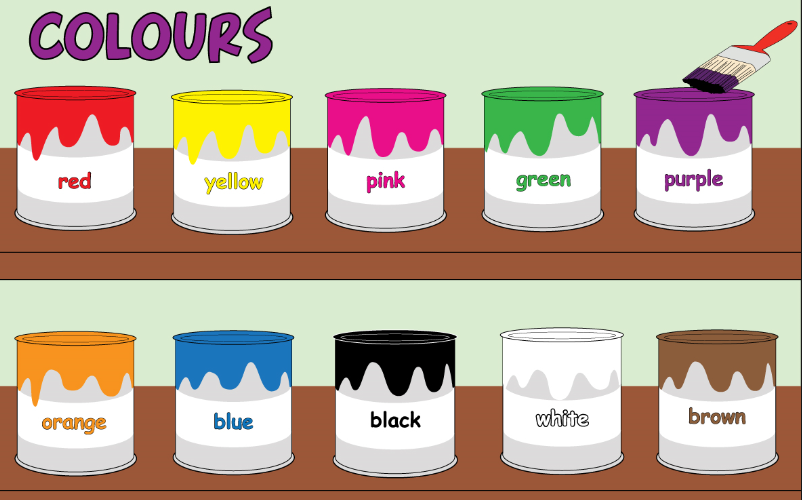 COLOURS
red yellow pink green purple
orange blue black white brown